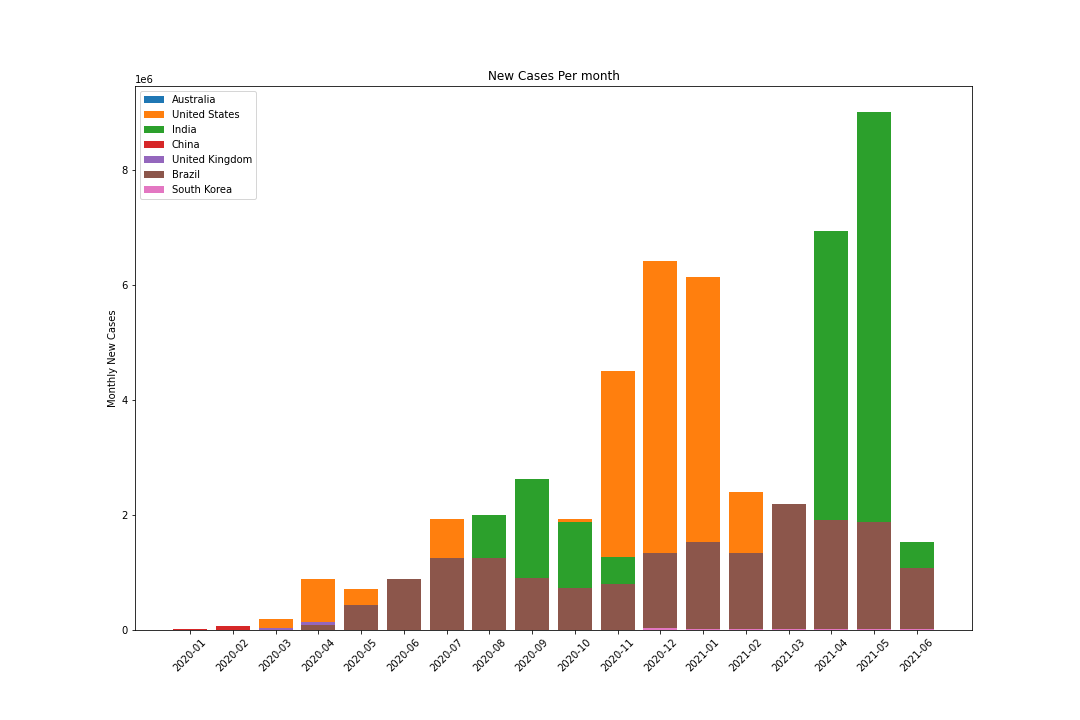 New Cases Per month
1e6
Australia
United States
India
China
United Kingdom
Brazil
South Korea
Monthly New Cases
8
6
4
2
0
2020-01
2020-02
2020-03
2020-04
2020-05
2020-06
2020-07
2020-08
2020-09
2020-10
2020-11
2020-12
2021-01
2021-02
2021-03
2021-04
2021-05
2021-06